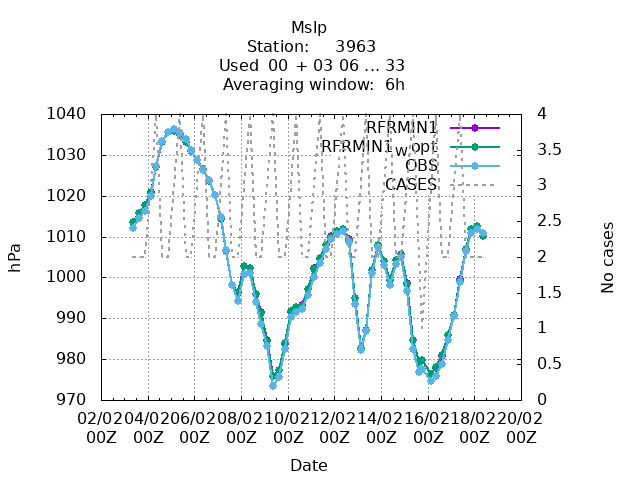 Mslp
Station: 3963
Used 00 + 03 06 ... 33
Averaging window: 6h
1040
1030
1020
1010
1000
990
980
970
hPa
4
3.5
3
2.5
2
1.5
1
0.5
0
No cases
RFRMIN1
RFRMIN1w opr
OBS
CASES
02/02 04/02 06/02 08/02 10/02 12/02 14/02 16/02 18/02 20/02
00Z 00Z 00Z 00Z 00Z 00Z 00Z 00Z 00Z 00Z
Date